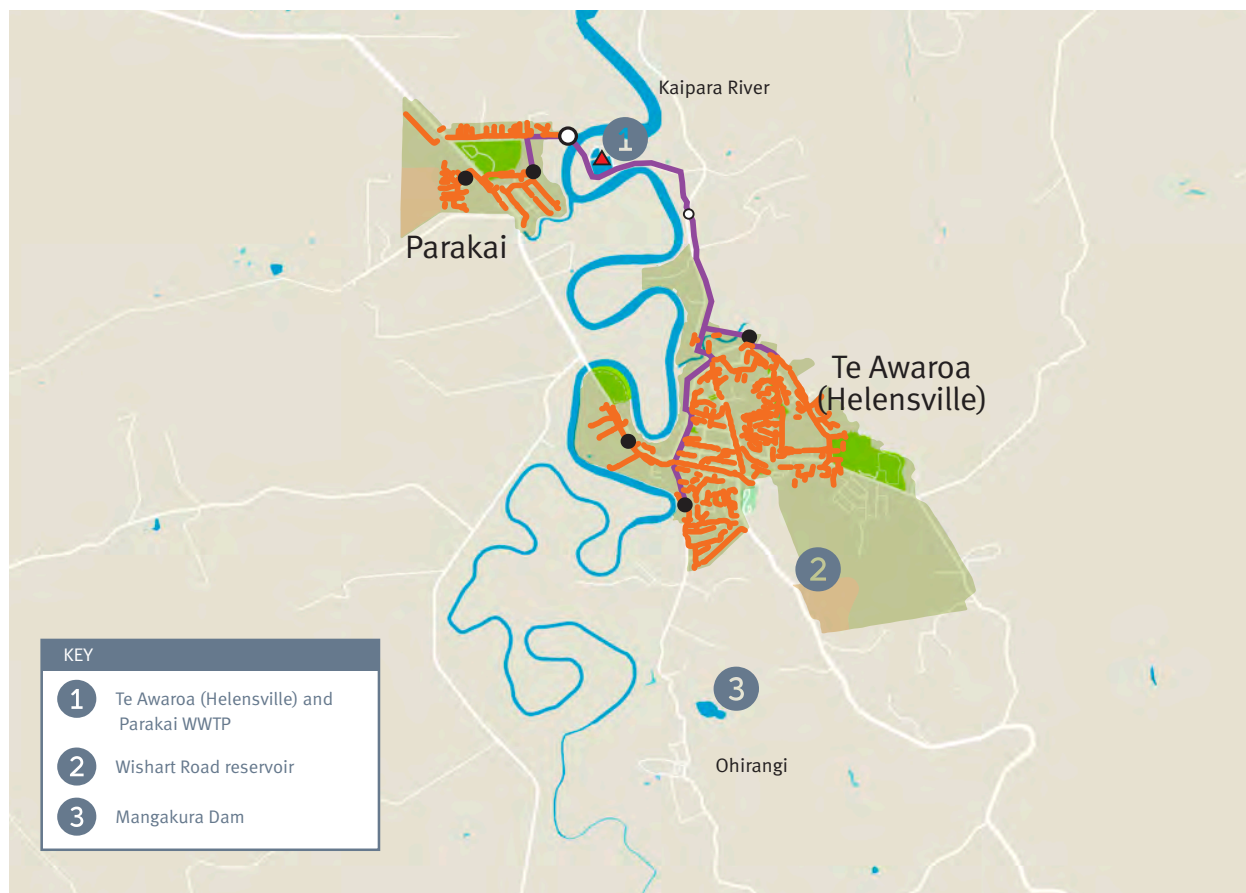 Kaipara River
1
Parakai
Te Awaroa
(Helensville)
2
3
Ohirangi
KEY
1 Te Awaroa (Helensville) and
Parakai WWTP
2 Wishart Road reservoir
3 Mangakura Dam